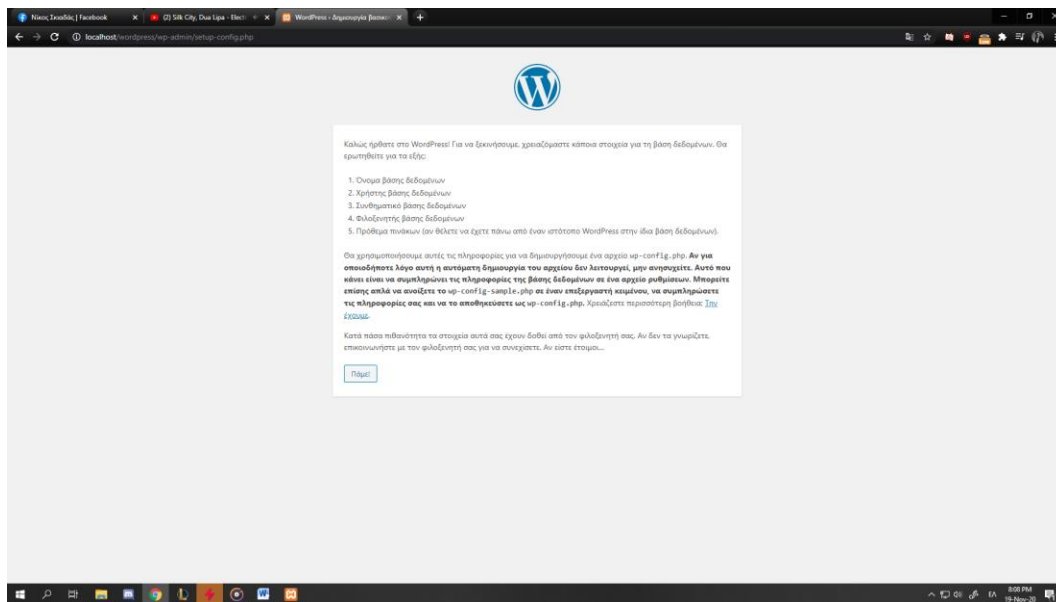 Νίκος Σκιαδάς | Facebook
(2) Silk City, Dua Lipa - Electr
WordPress › Δημιουργία βασικο
localhost/wordpress/wp-admin/setup-config.php
Καλώς ήρθατε στο WordPress! Για να ξεκινήσουμε, χρειαζόμαστε κάποια στοιχεία για τη βάση δεδομένων. Θα
ερωτηθείτε για τα εξής:
1. Όνομα βάσης δεδομένων
2. Χρήστης βάσης δεδομένων
3. Συνθηματικό βάσης δεδομένων
4. Φιλοξενητής βάσης δεδομένων
5. Πρόθεμα πινάκων (αν θέλετε να έχετε πάνω από έναν ιστότοπο WordPress στην ίδια βάση δεδομένων).
Θα χρησιμοποιήσουμε αυτές τις πληροφορίες για να δημιουργήσουμε ένα αρχείο wp-config.php. Αν για
οποιοδήποτε λόγο αυτή η αυτόματη δημιουργία του αρχείου δεν λειτουργεί, μην ανησυχείτε. Αυτό που
κάνει είναι να συμπληρώνει τις πληροφορίες της βάσης δεδομένων σε ένα αρχείο ρυθμίσεων. Μπορείτε
επίσης απλά να ανοίξετε το wp-config-sample.php σε έναν επεξεργαστή κειμένου, να συμπληρώσετε
τις πληροφορίες σας και να το αποθηκεύσετε ως wp-config.php. Χρειάζεστε περισσότερη βοήθεια; Την
έχουμε.
Κατά πάσα πιθανότητα τα στοιχεία αυτά σας έχουν δοθεί από τον φιλοξενητή σας. Αν δεν τα γνωρίζετε,
επικοινωνήστε με τον φιλοξενητή σας για να συνεχίσετε. Αν είστε έτοιμοι...
Πάμε!
ΕΛ
8:08 PM
19-Nov-20